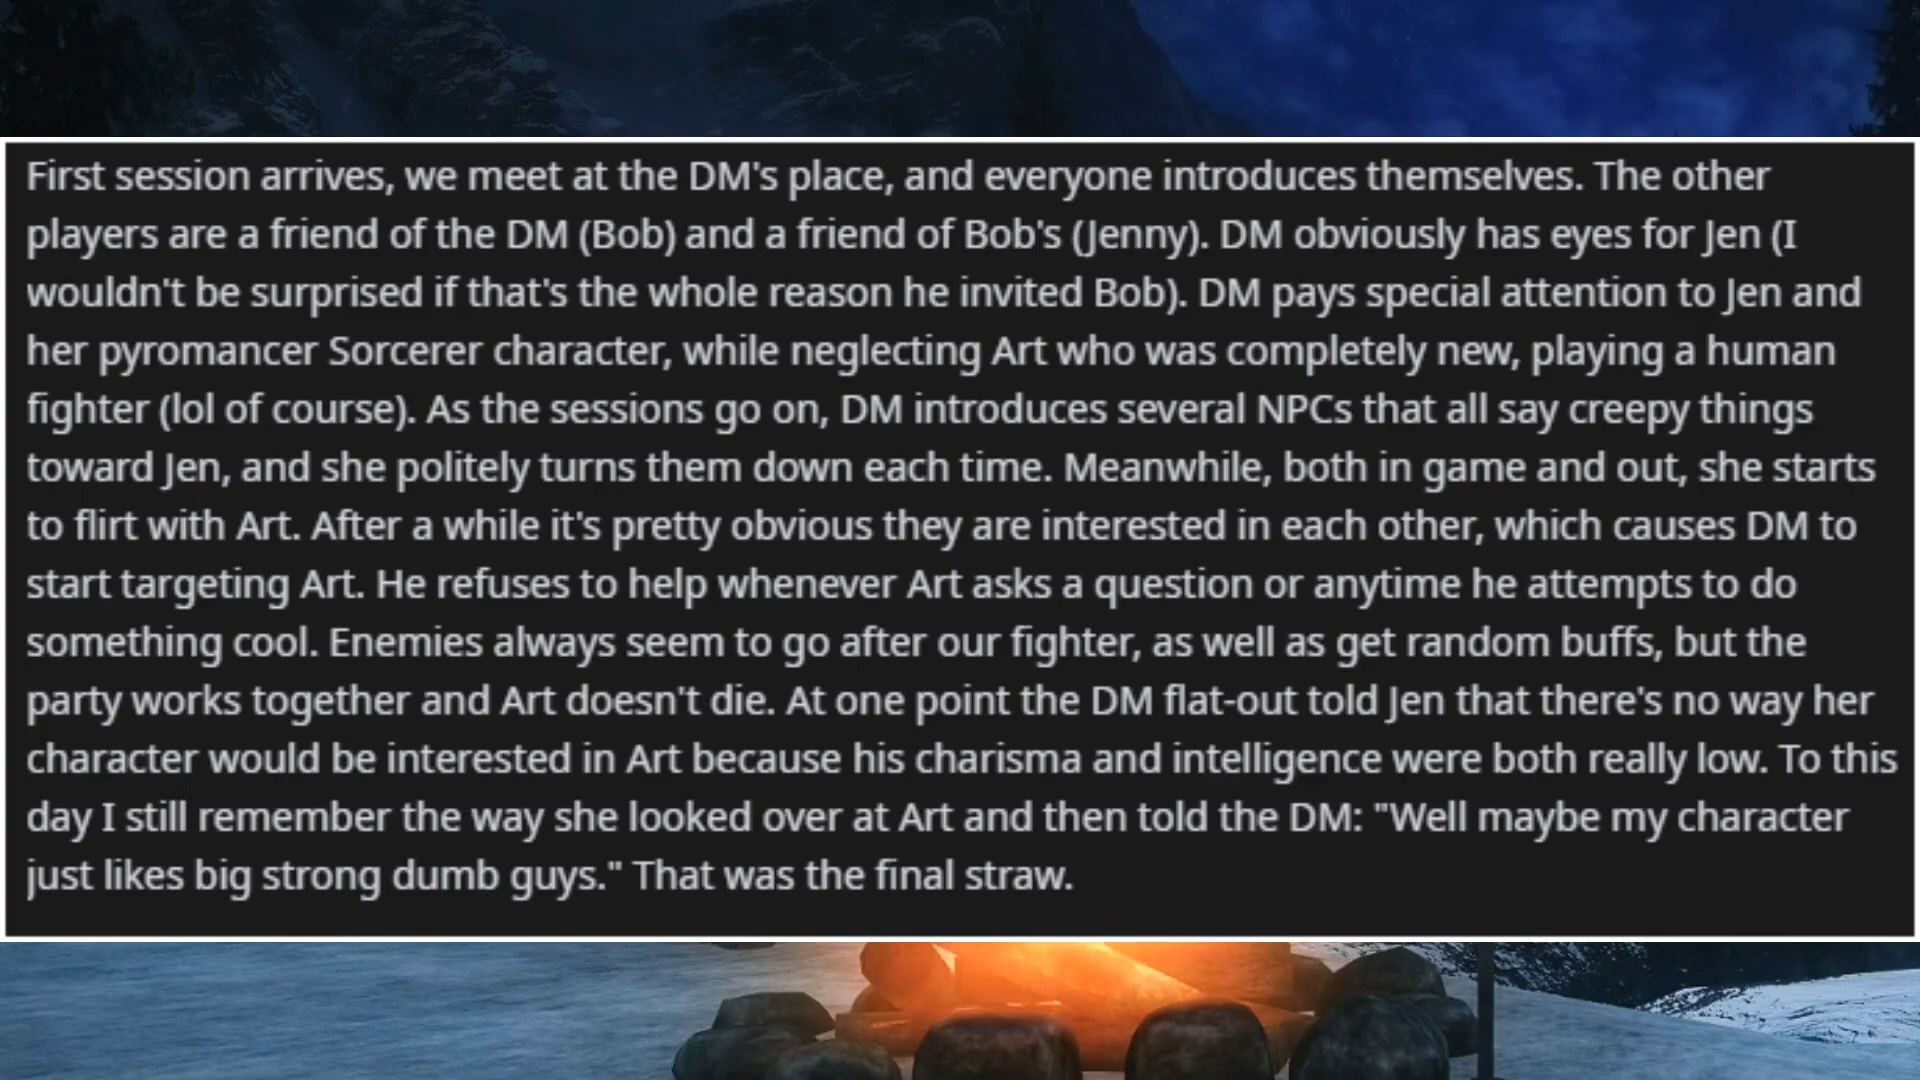 First session arrives, we meet at the DM's place, and everyone introduces themselves. The other
players are a friend of the DM (Bob) and a friend of Bob's (Jenny). DM obviously has eyes for Jen (I
wouldn't be surprised if that's the whole reason he invited Bob). DM pays special attention to Jen and
her pyromancer Sorcerer character, while neglecting Art who was completely new, playing a human
fighter (lol of course). As the sessions go on, DM introduces several NPCs that all say creepy things
toward Jen, and she politely turns them down each time. Meanwhile, both in game and out, she starts
to flirt with Art. After a while it's pretty obvious they are interested in each other, which causes DM to
start targeting Art. He refuses to help whenever Art asks a question or anytime he attempts to do
something cool. Enemies always seem to go after our fighter, as well as get random buffs, but the
party works together and Art doesn't die. At one point the DM flat-out told Jen that there's no way her
character would be interested in Art because his charisma and intelligence were both really low. To this
day I still remember the way she looked over at Art and then told the DM: "Well maybe my character
just likes big strong dumb guys." That was the final straw.